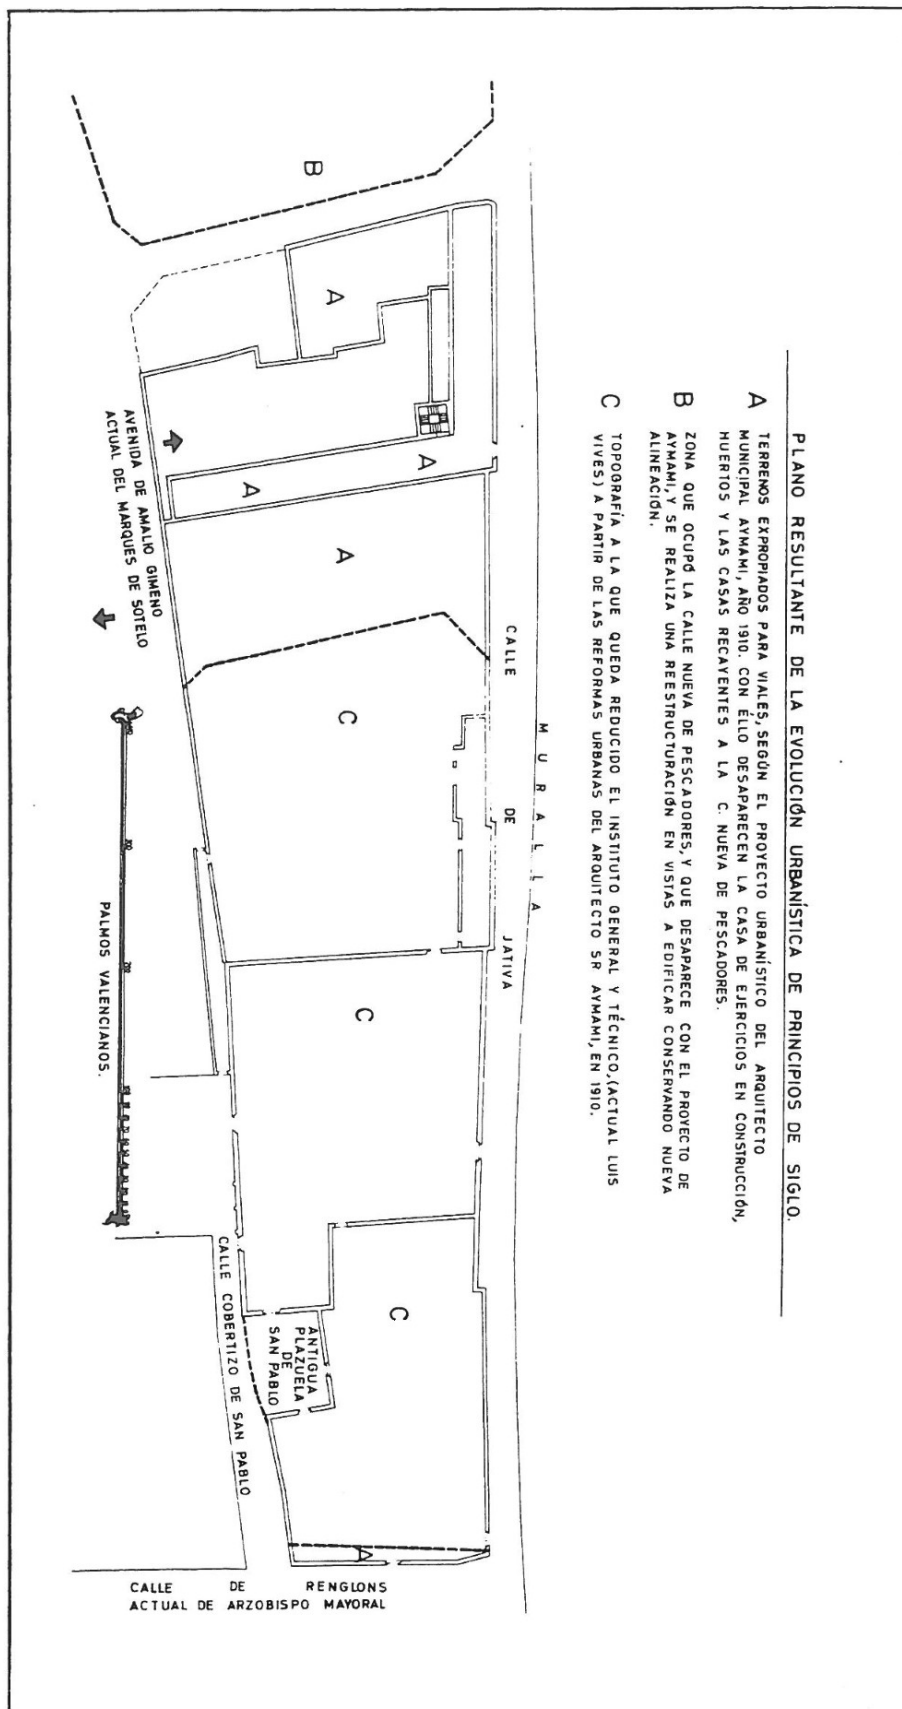 PLANO RESULTANTE DE LA EVOLUCIÓN URBANÍSTICA DE PRINCIPIOS DE SIGLO.
A
TERRENOS EXPROPIADOS PARA VIALES, SEGÚN EL PROYECTO URBANÍSTICO DEL ARQUITECTO
MUNICIPAL AYMAMI, AÑO 1910. CON ÉLLO DESAPARECEN LA CASA DE EJERCICIOS EN CONSTRUCCIÓN,
HUERTOS Y LAS CASAS RECAYENTES A LA C. NUEVA DE PESCADORES.
B
ZONA QUE OCUPÓ LA CALLE NUEVA DE PESCADORES, Y QUE DESAPARECE CON EL PROYECTO DE
AYMAMI, Y SE REALIZA UNA REESTRUCTURACIÓN EN VISTAS A EDIFICAR CONSERVANDO NUEVA
ALINEACIÓN.
C
TOPOGRAFÍA A LA QUE QUEDA REDUCIDO EL INSTITUTO GENERAL Y TÉCNICO, (ACTUAL LUIS
VIVES) A PARTIR DE LAS REFORMAS URBANAS DEL ARQUITECTO SR AYMAMI, EN 1910.
MURALLA
CALLE DE JATIVA
B
A
A
A
A
C
C
C
A
ANTIGUA
PLAZUELA
DE
SAN PABLO
AVENIDA DE AMALIO GIMENO
ACTUAL DEL MARQUES DE SOTELO
CALLE COBERTIZO DE SAN PABLO
PALMOS VALENCIANOS.
CALLE DE RENGLONS
ACTUAL DE ARZOBISPO MAYORAL